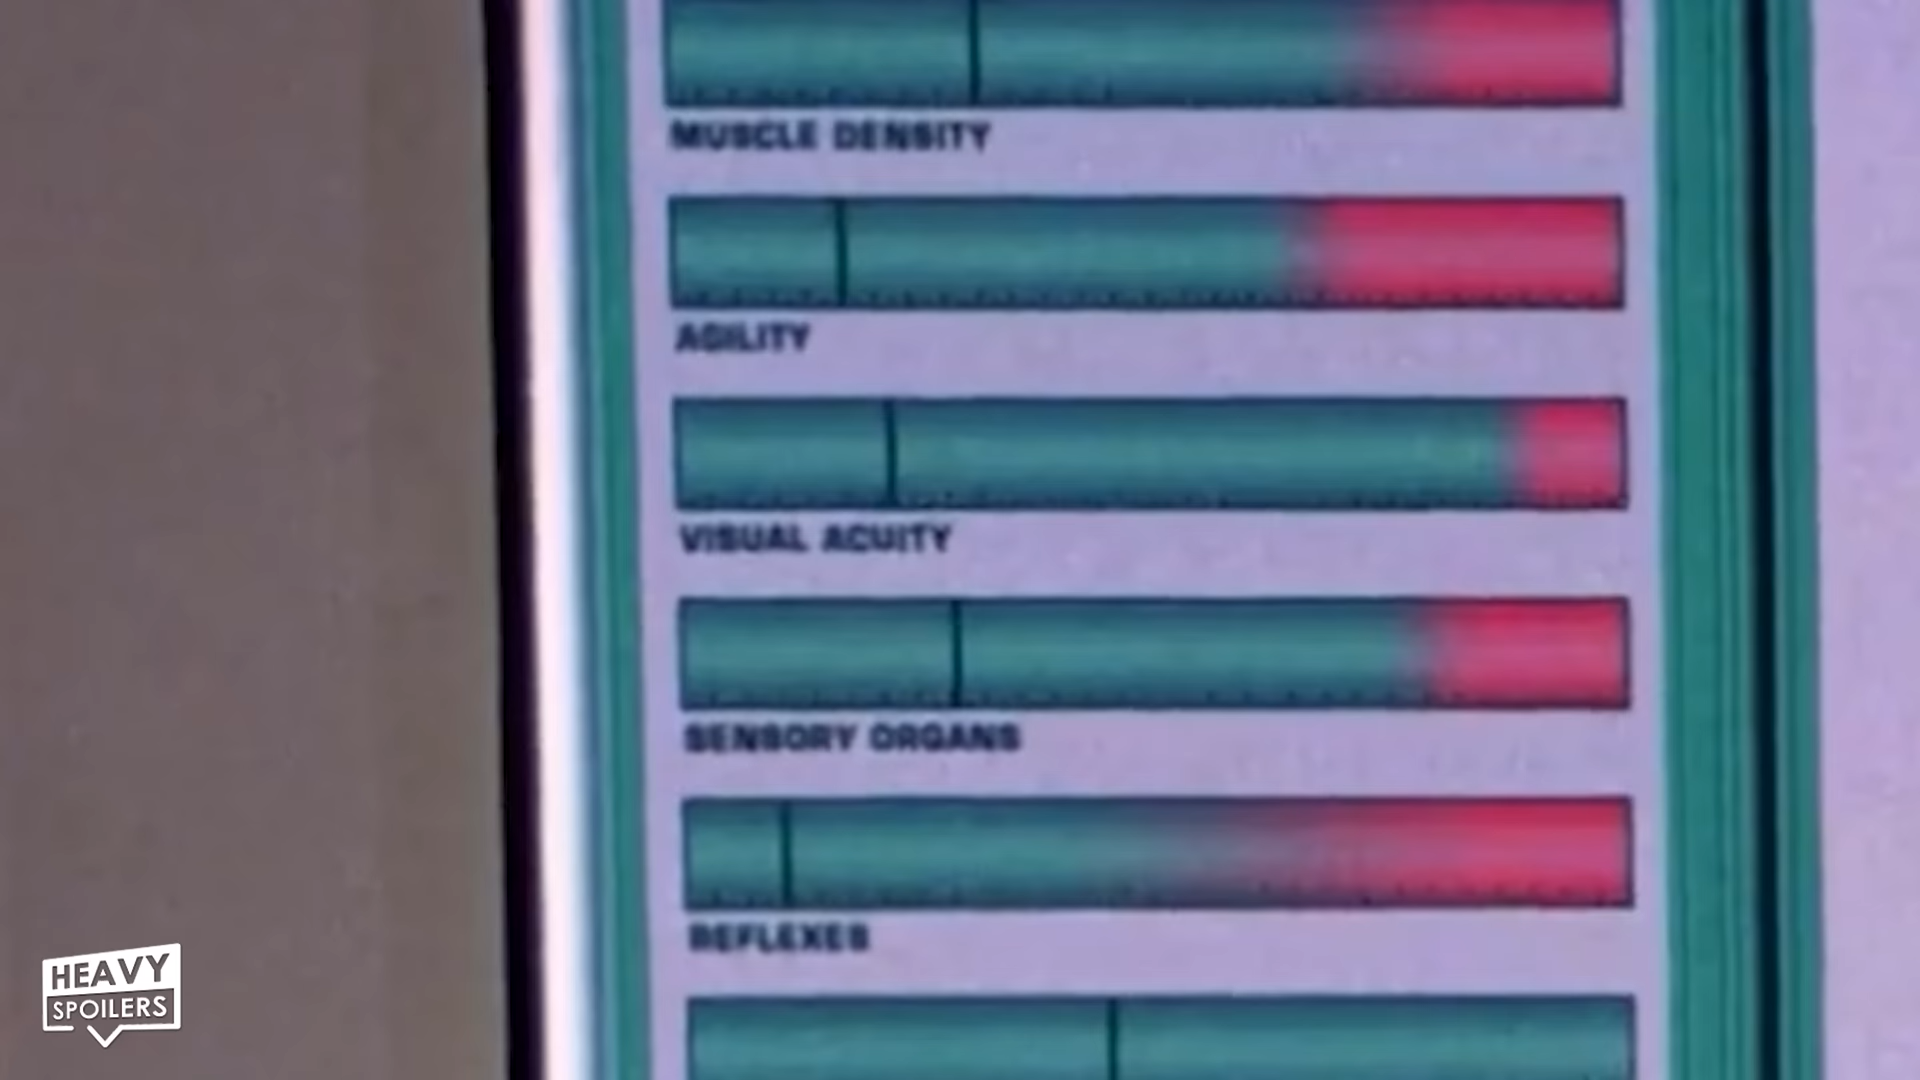 MUSCLE DENSITY
AGILITY
VISUAL ACUITY
SENSORY ORGANS
REFLEXES
HEAVY
SPOILERS